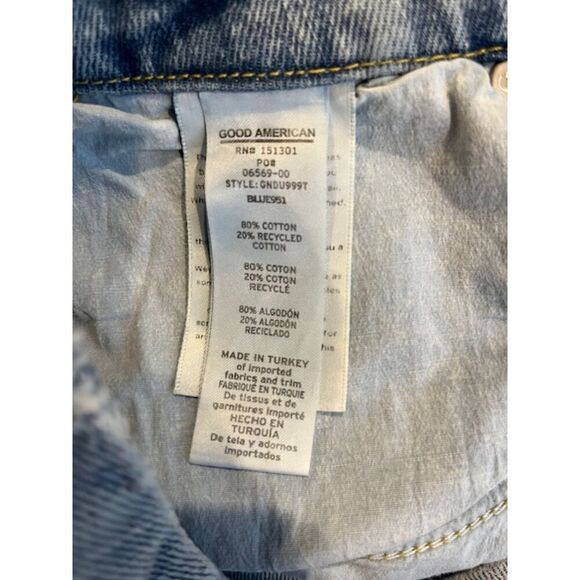 GOOD AMERICAN
RN# 151301
PO#
06569-00
STYLE: GNDU999T
BLUE951
80% COTTON
20% RECYCLED
COTTON
80% COTON
20% COTON
RECYCLÉ
80% ALGODÓN
20% ALGODÓN
RECICLADO
MADE IN TURKEY
of imported
fabrics and trim
FABRIQUÉ EN TURQUIE
De tissus et de
garnitures importé
HECHO EN
TURQUÍA
De tela y adornos
importados